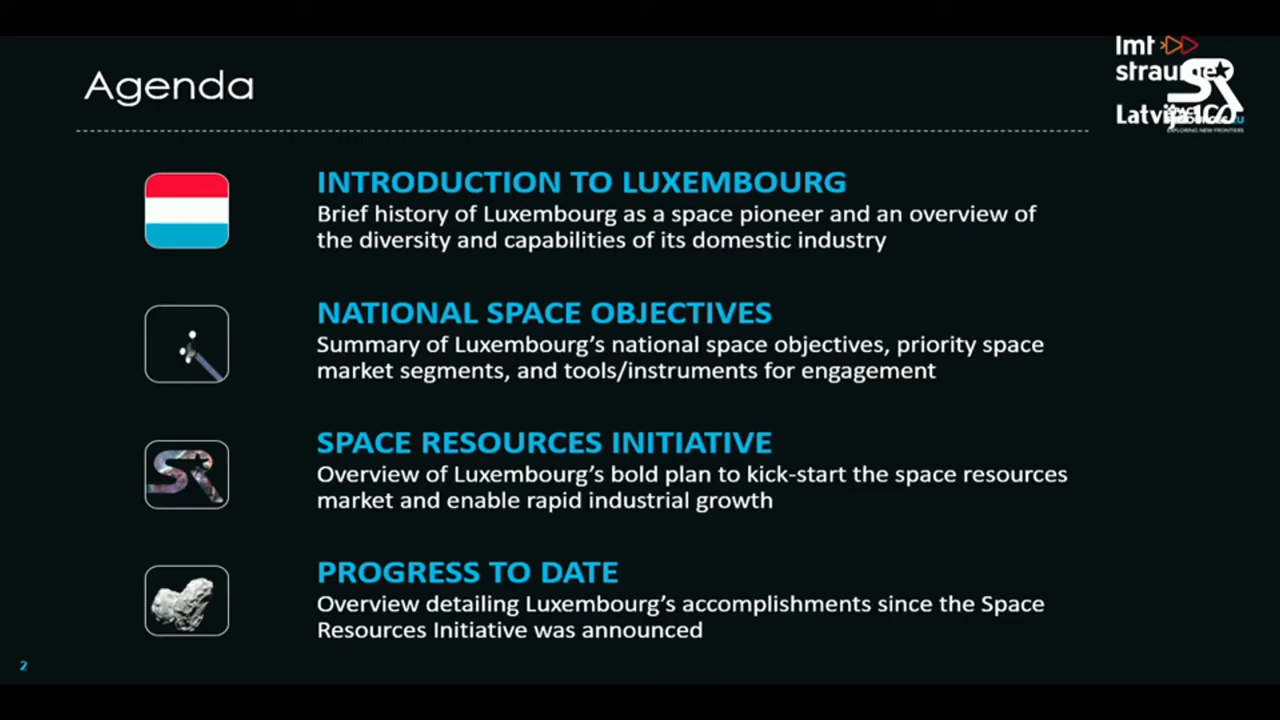 Agenda
lmt
Latvija 100
INTRODUCTION TO LUXEMBOURG
Brief history of Luxembourg as a space pioneer and an overview of
the diversity and capabilities of its domestic industry
NATIONAL SPACE OBJECTIVES
Summary of Luxembourg’s national space objectives, priority space
market segments, and tools/instruments for engagement
SR
SPACE RESOURCES INITIATIVE
Overview of Luxembourg’s bold plan to kick-start the space resources
market and enable rapid industrial growth
PROGRESS TO DATE
Overview detailing Luxembourg’s accomplishments since the Space
Resources Initiative was announced
2